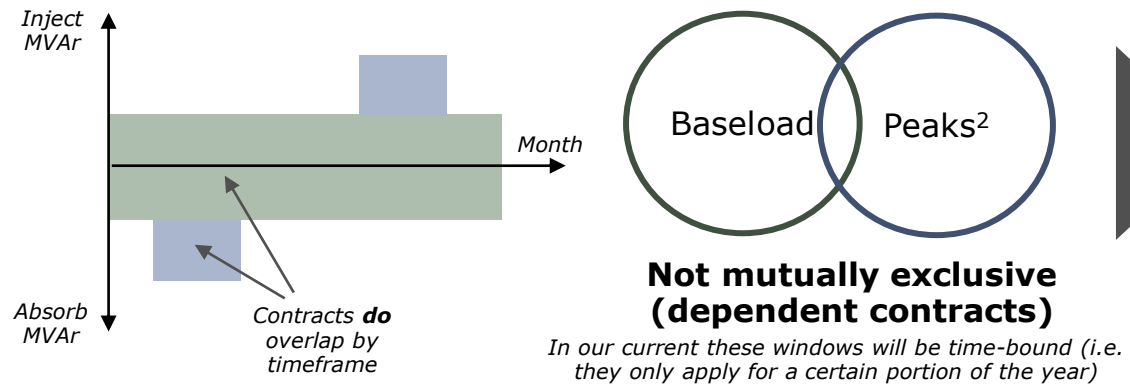 Inject
MVAr
Month
Absorb
MVAr
Contracts do
overlap by
timeframe
Baseload
Peaks²
Not mutually exclusive
(dependent contracts)
In our current these windows will be time-bound (i.e.
they only apply for a certain portion of the year)